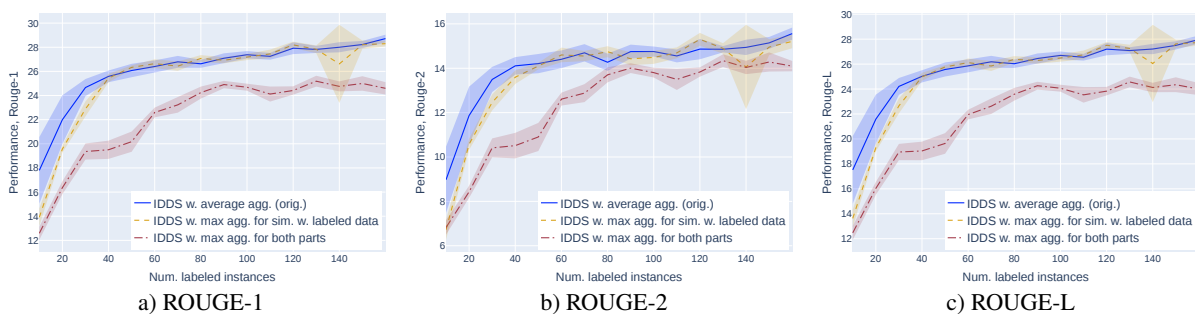 Performance, Rouge-1
30
28
26
24
22
20
18
16
14
12
20
40
60
80
100
120
140
Num. labeled instances
IDDS w. average agg. (orig.)
IDDS w. max agg. for sim. w. labeled data
IDDS w. max agg. for both parts
a) ROUGE-1
Performance, Rouge-2
16
14
12
10
8
6
20
40
60
80
100
120
140
Num. labeled instances
IDDS w. average agg. (orig.)
IDDS w. max agg. for sim. w. labeled data
IDDS w. max agg. for both parts
b) ROUGE-2
Performance, Rouge-L
30
28
26
24
22
20
18
16
14
12
20
40
60
80
100
120
140
Num. labeled instances
IDDS w. average agg. (orig.)
IDDS w. max agg. for sim. w. labeled data
IDDS w. max agg. for both parts
c) ROUGE-L